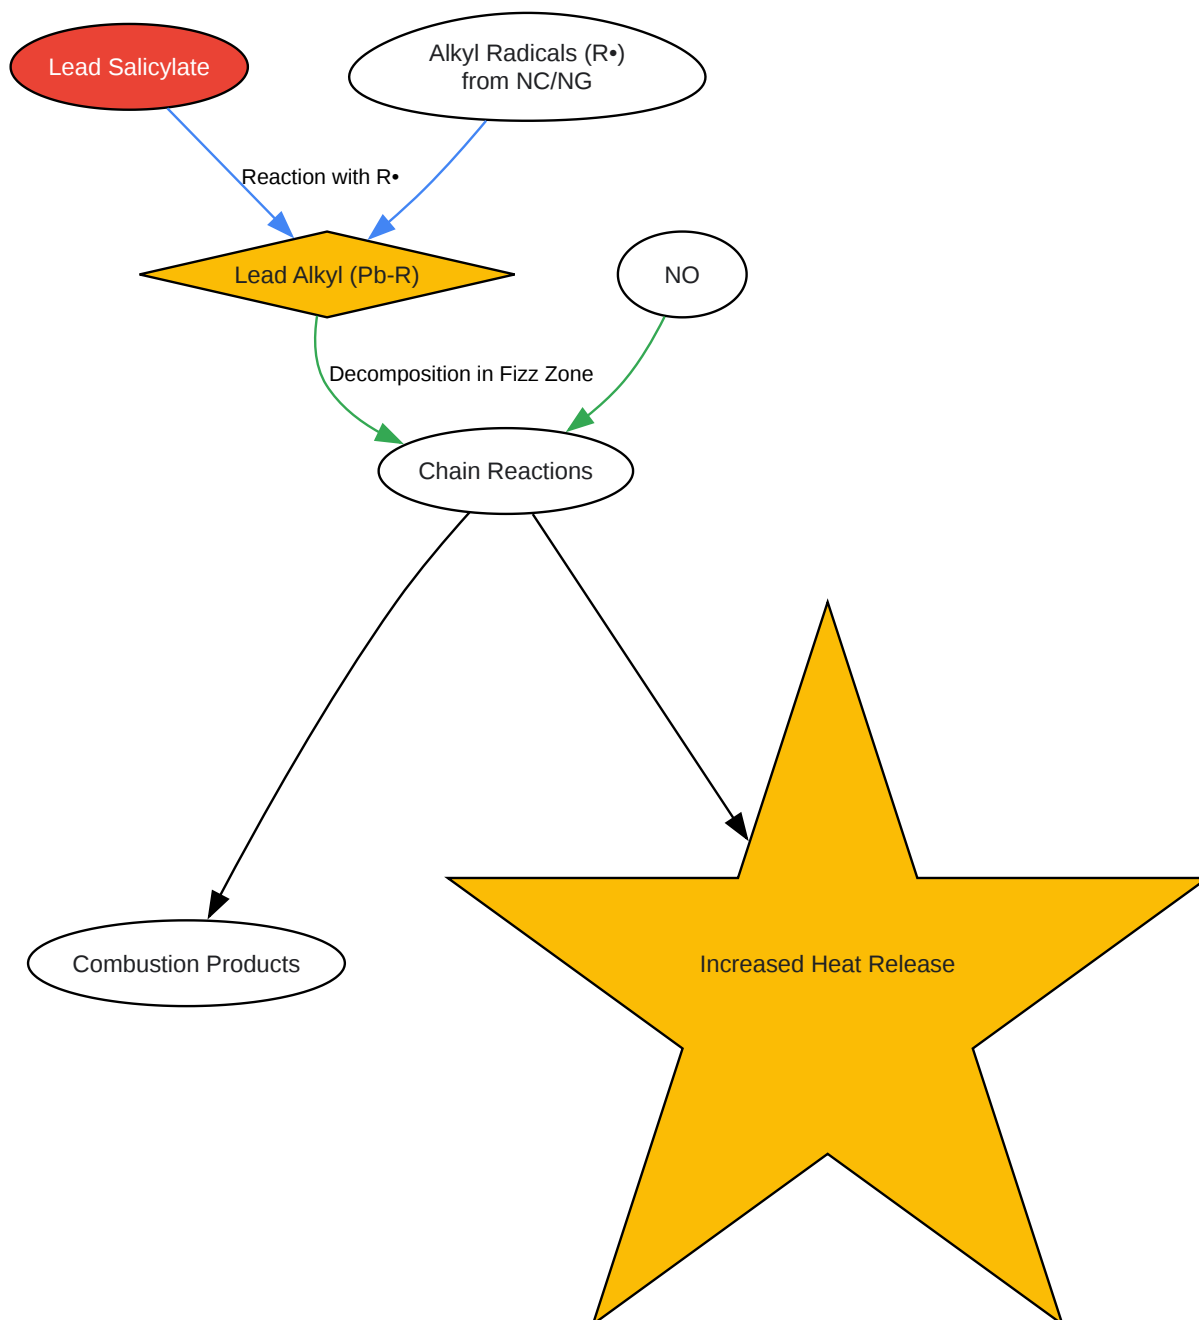 Lead Salicylate
Alkyl Radicals (R•)
from NC/NG
Reaction with R•
Lead Alkyl (Pb-R)
NO
Decomposition in Fizz Zone
Chain Reactions
Combustion Products
Increased Heat Release